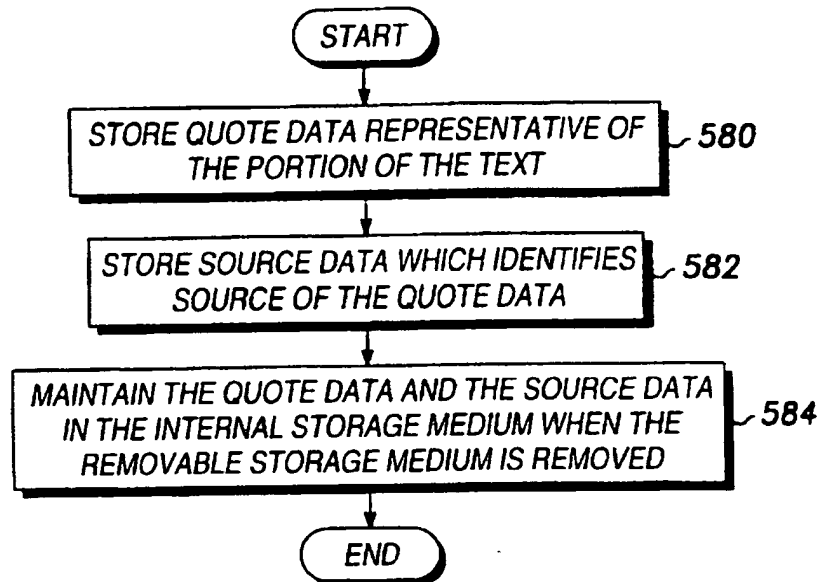 START
STORE QUOTE DATA REPRESENTATIVE OF
THE PORTION OF THE TEXT
580
STORE SOURCE DATA WHICH IDENTIFIES
SOURCE OF THE QUOTE DATA
582
MAINTAIN THE QUOTE DATA AND THE SOURCE DATA
IN THE INTERNAL STORAGE MEDIUM WHEN THE
REMOVABLE STORAGE MEDIUM IS REMOVED
584
END